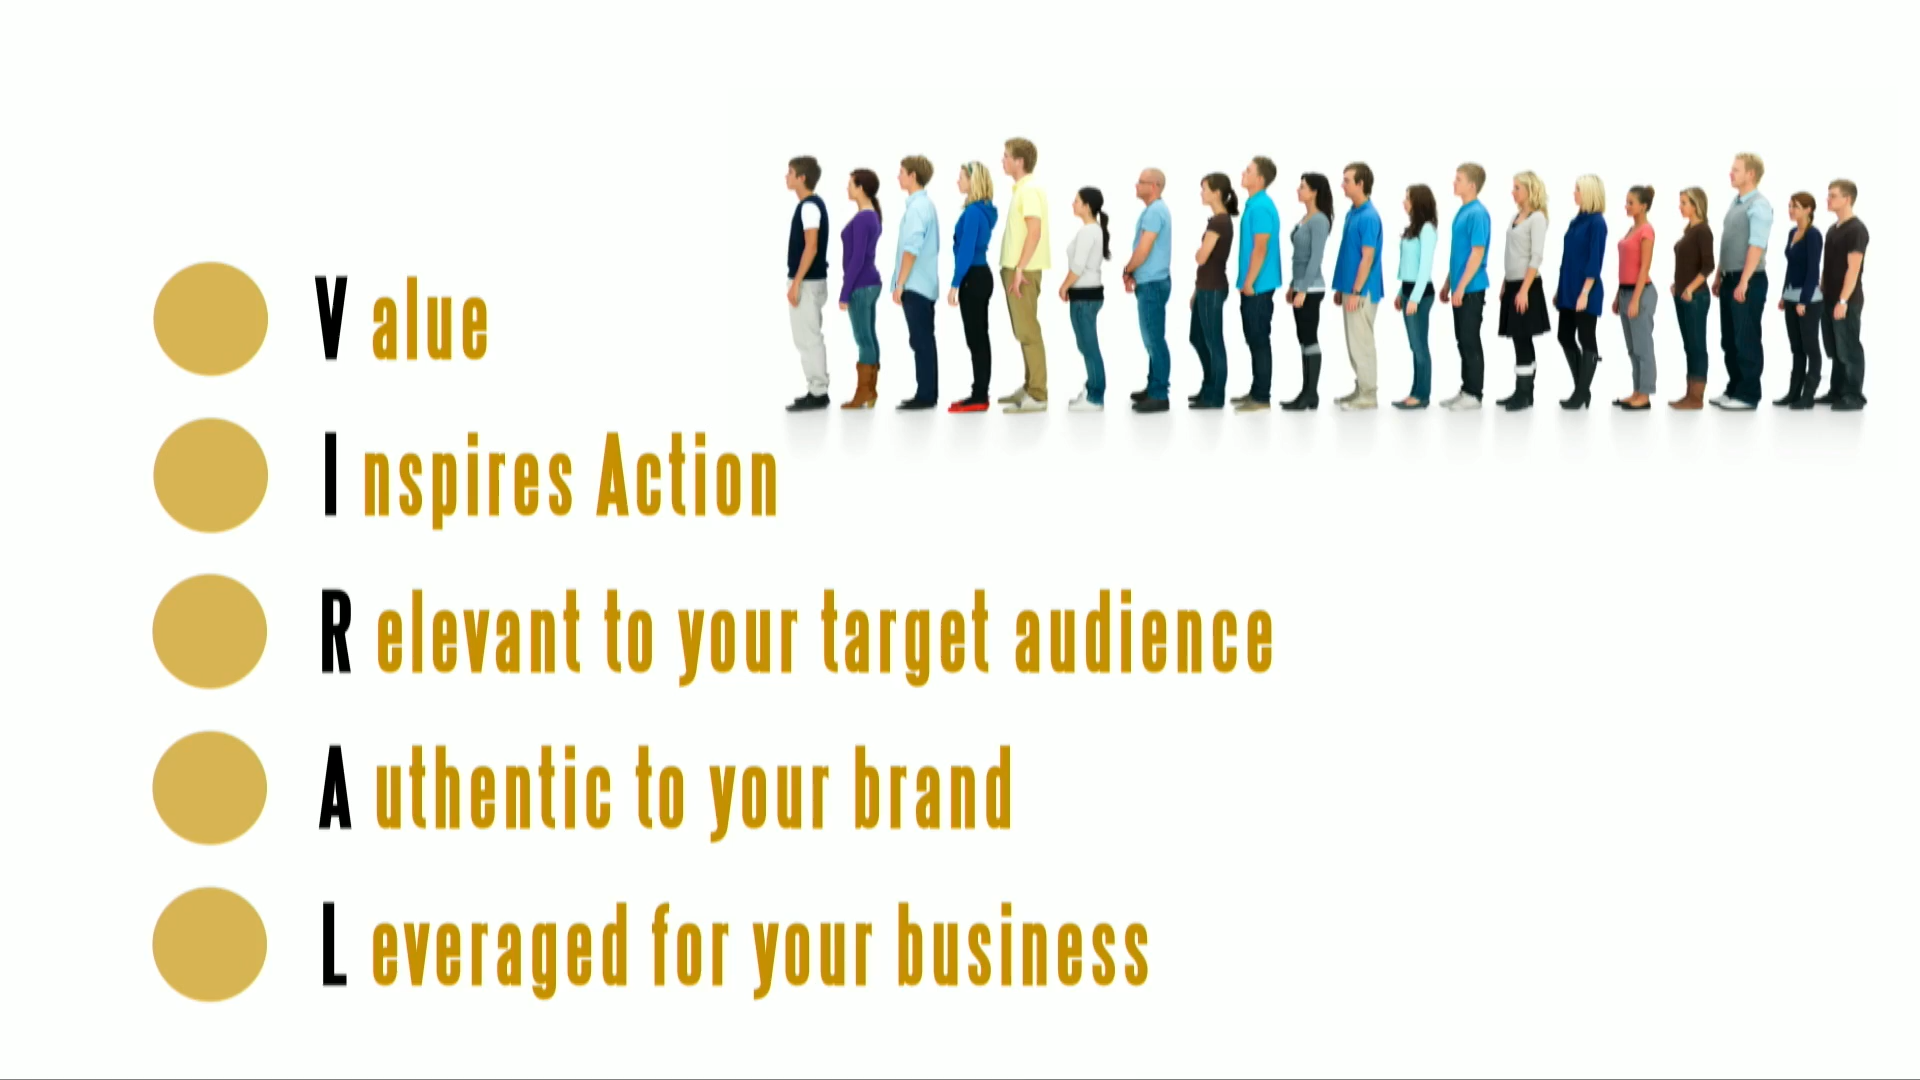 V alue
I nspires Action
R elevant to your target audience
A uthentic to your brand
L everaged for your business